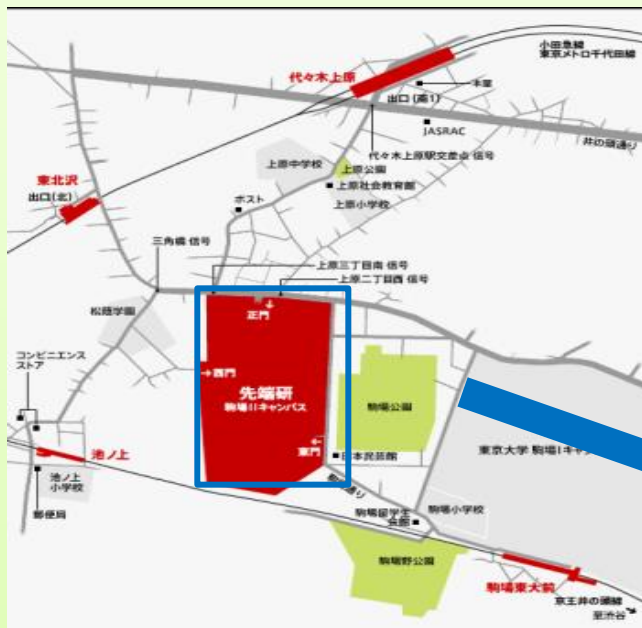 小田急線
東京メトロ千代田線
代々木上原
出口(南1)
交番
JASRAC
井の頭通り
代々木上原駅交差点 信号
上原中学校
上原公園
上原社会教育館
上原小学校
東北沢
出口(北)
ポスト
三角橋 信号
上原三丁目南 信号
上原二丁目西 信号
松蔭学園
正門
コンビニエンス
ストア
西門
先端研
駒場IIキャンパス
駒場公園
東門
日本民芸館
東京大学 駒場Iキャ
池ノ上
池ノ上
小学校
郵便局
駒場通り
駒場留学生
会館
駒場小学校
駒場野公園
駒場東大前
京王井の頭線
至渋谷